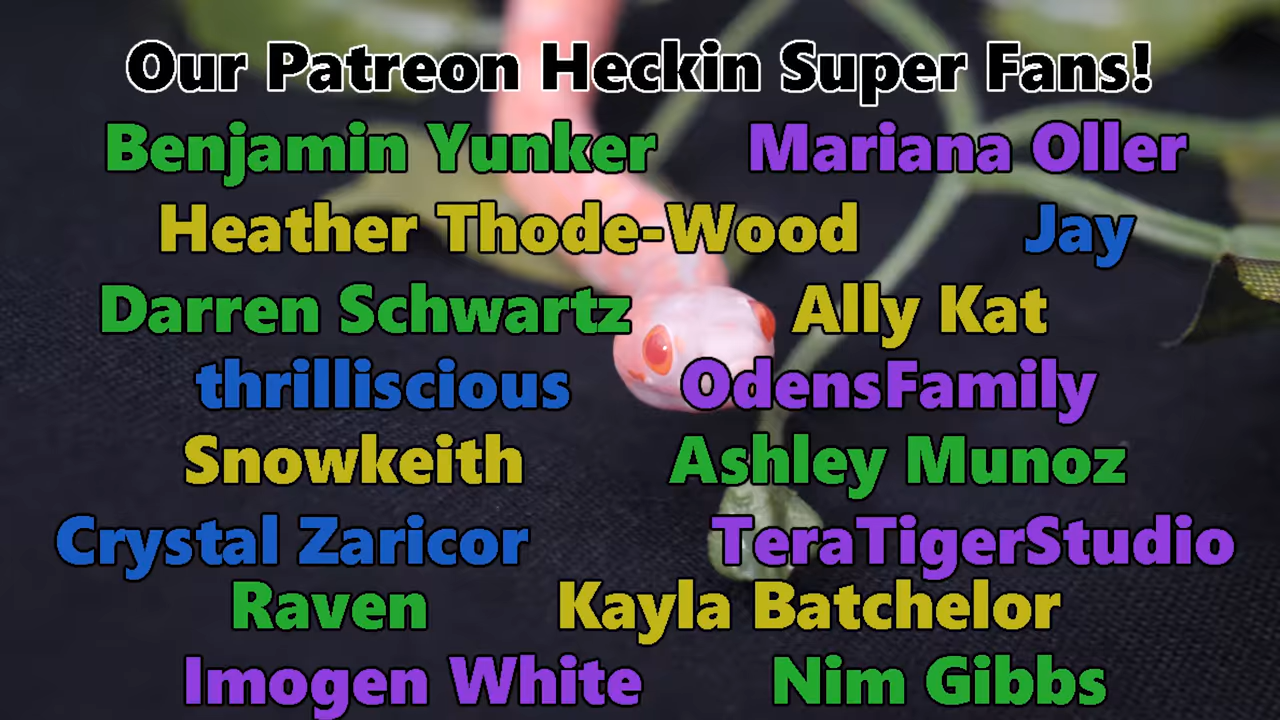 Our Patreon Heckin Super Fans!
Benjamin Yunker Mariana Oller
Heather Thode-Wood Jay
Darren Schwartz Ally Kat
thrilliscious OdensFamily
Snowkeith Ashley Munoz
Crystal Zaricor TeraTigerStudio
Raven Kayla Batchelor
Imogen White Nim Gibbs